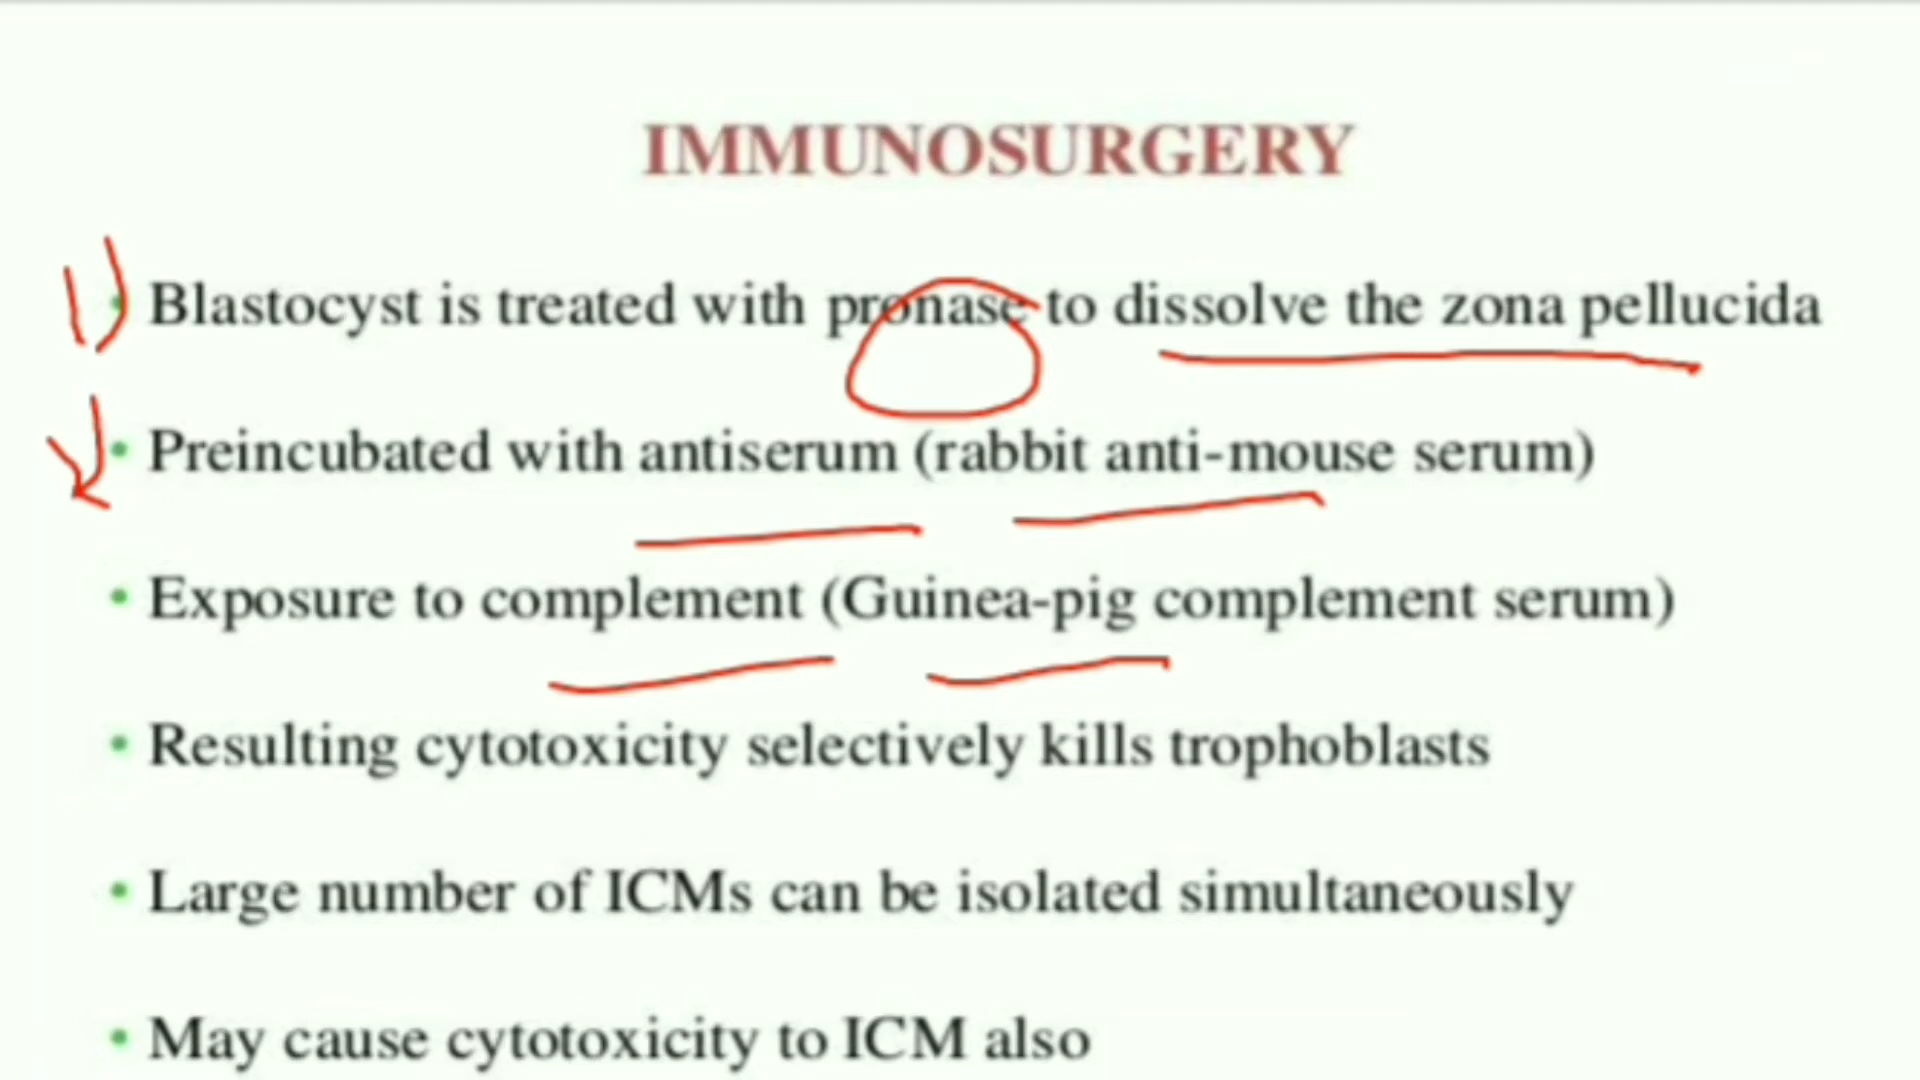 IMMUNOSURGERY
1) • Blastocyst is treated with pronase to dissolve the zona pellucida
• Preincubated with antiserum (rabbit anti-mouse serum)
• Exposure to complement (Guinea-pig complement serum)
• Resulting cytotoxicity selectively kills trophoblasts
• Large number of ICMs can be isolated simultaneously
• May cause cytotoxicity to ICM also